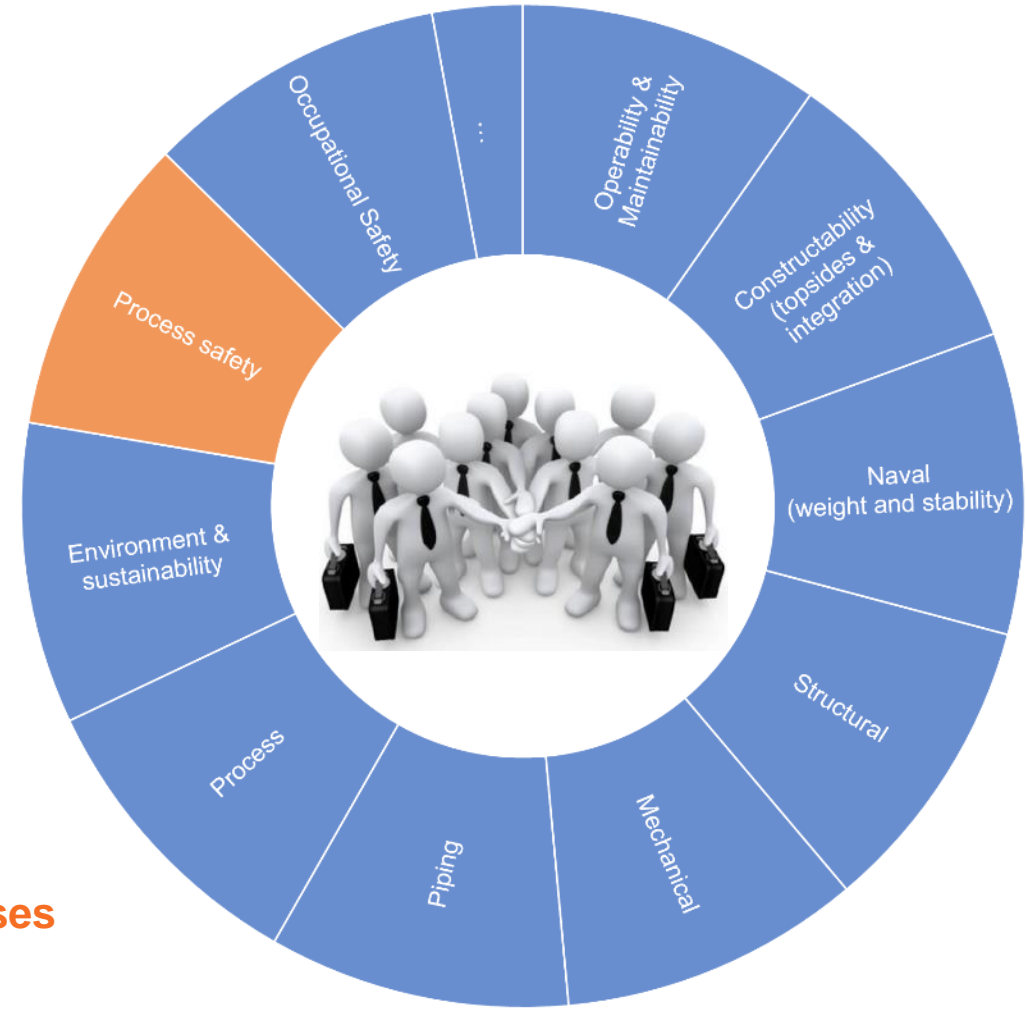 …
Operability &
Maintainability
Constructability
(topsides &
integration)
Naval
(weight and stability)
Structural
Mechanical
Piping
Process
Environment &
sustainability
Process safety
Occupational Safety
ses